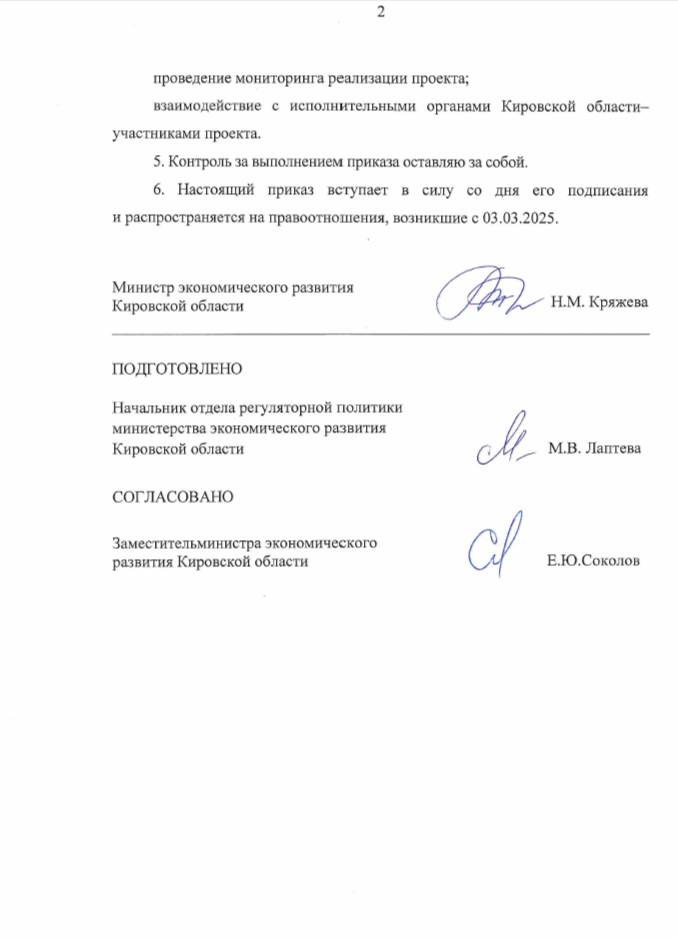 2
проведение мониторинга реализации проекта;
взаимодействие с исполнительными органами Кировской области–
участниками проекта.
5. Контроль за выполнением приказа оставляю за собой.
6. Настоящий приказ вступает в силу со дня его подписания
и распространяется на правоотношения, возникшие с 03.03.2025.
Министр экономического развития
Кировской области
Н.М. Кряжева
ПОДГОТОВЛЕНО
Начальник отдела регуляторной политики
министерства экономического развития
Кировской области
М.В. Лаптева
СОГЛАСОВАНО
Заместительминистра экономического
развития Кировской области
Е.Ю.Соколов